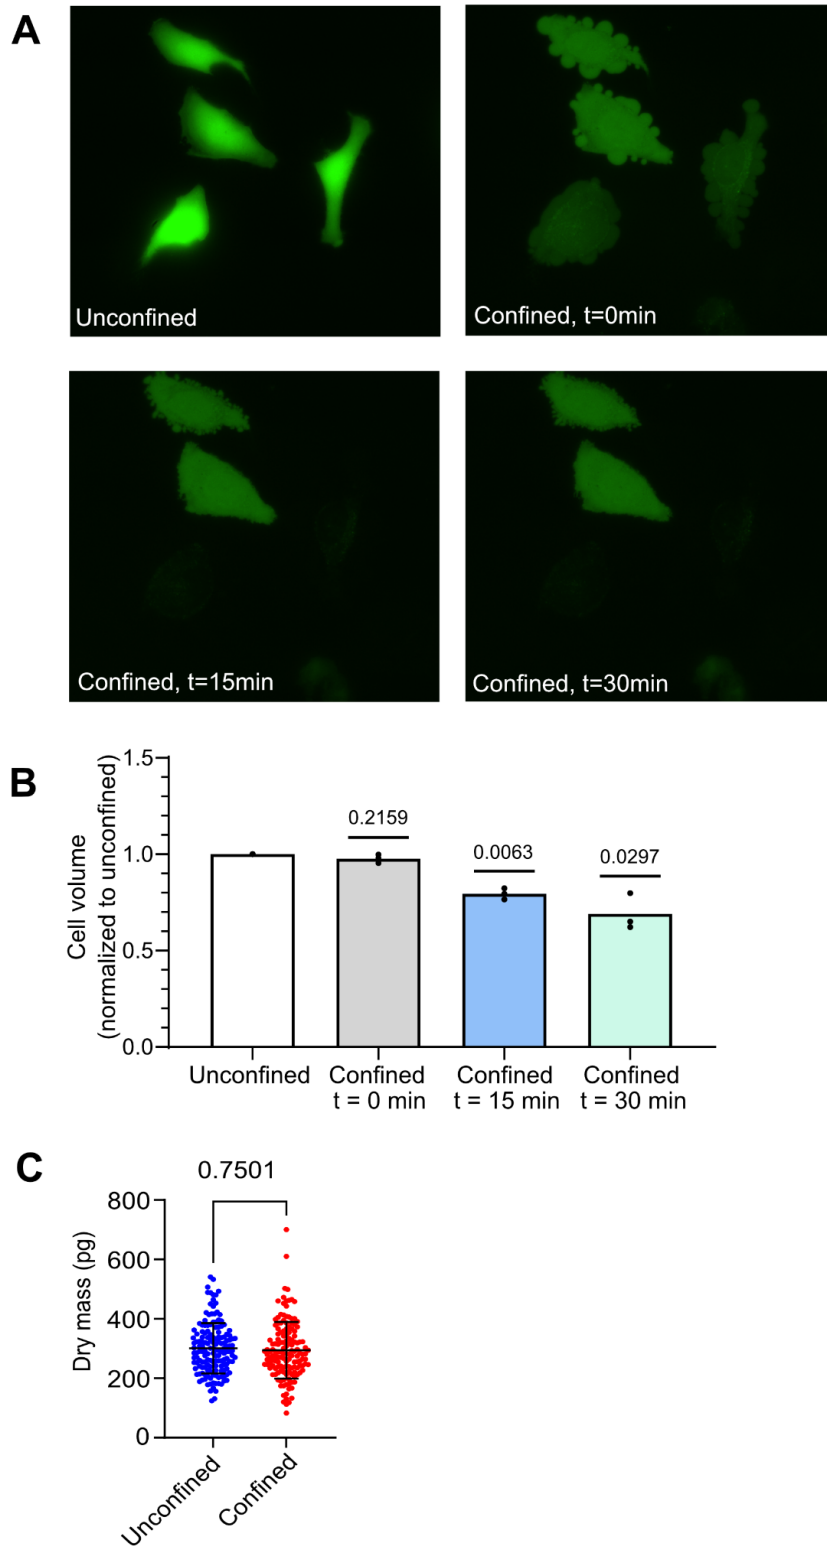 A
Unconfined
Confined, t=0min
Confined, t=15min
Confined, t=30min
B
Cell volume
(normalized to unconfined)
1.5
1.0
0.5
0.0
0.2159
0.0063
0.0297
Unconfined
Confined
t = 0 min
Confined
t = 15 min
Confined
t = 30 min
C
0.7501
Dry mass (pg)
800
600
400
200
0
Unconfined
Confined